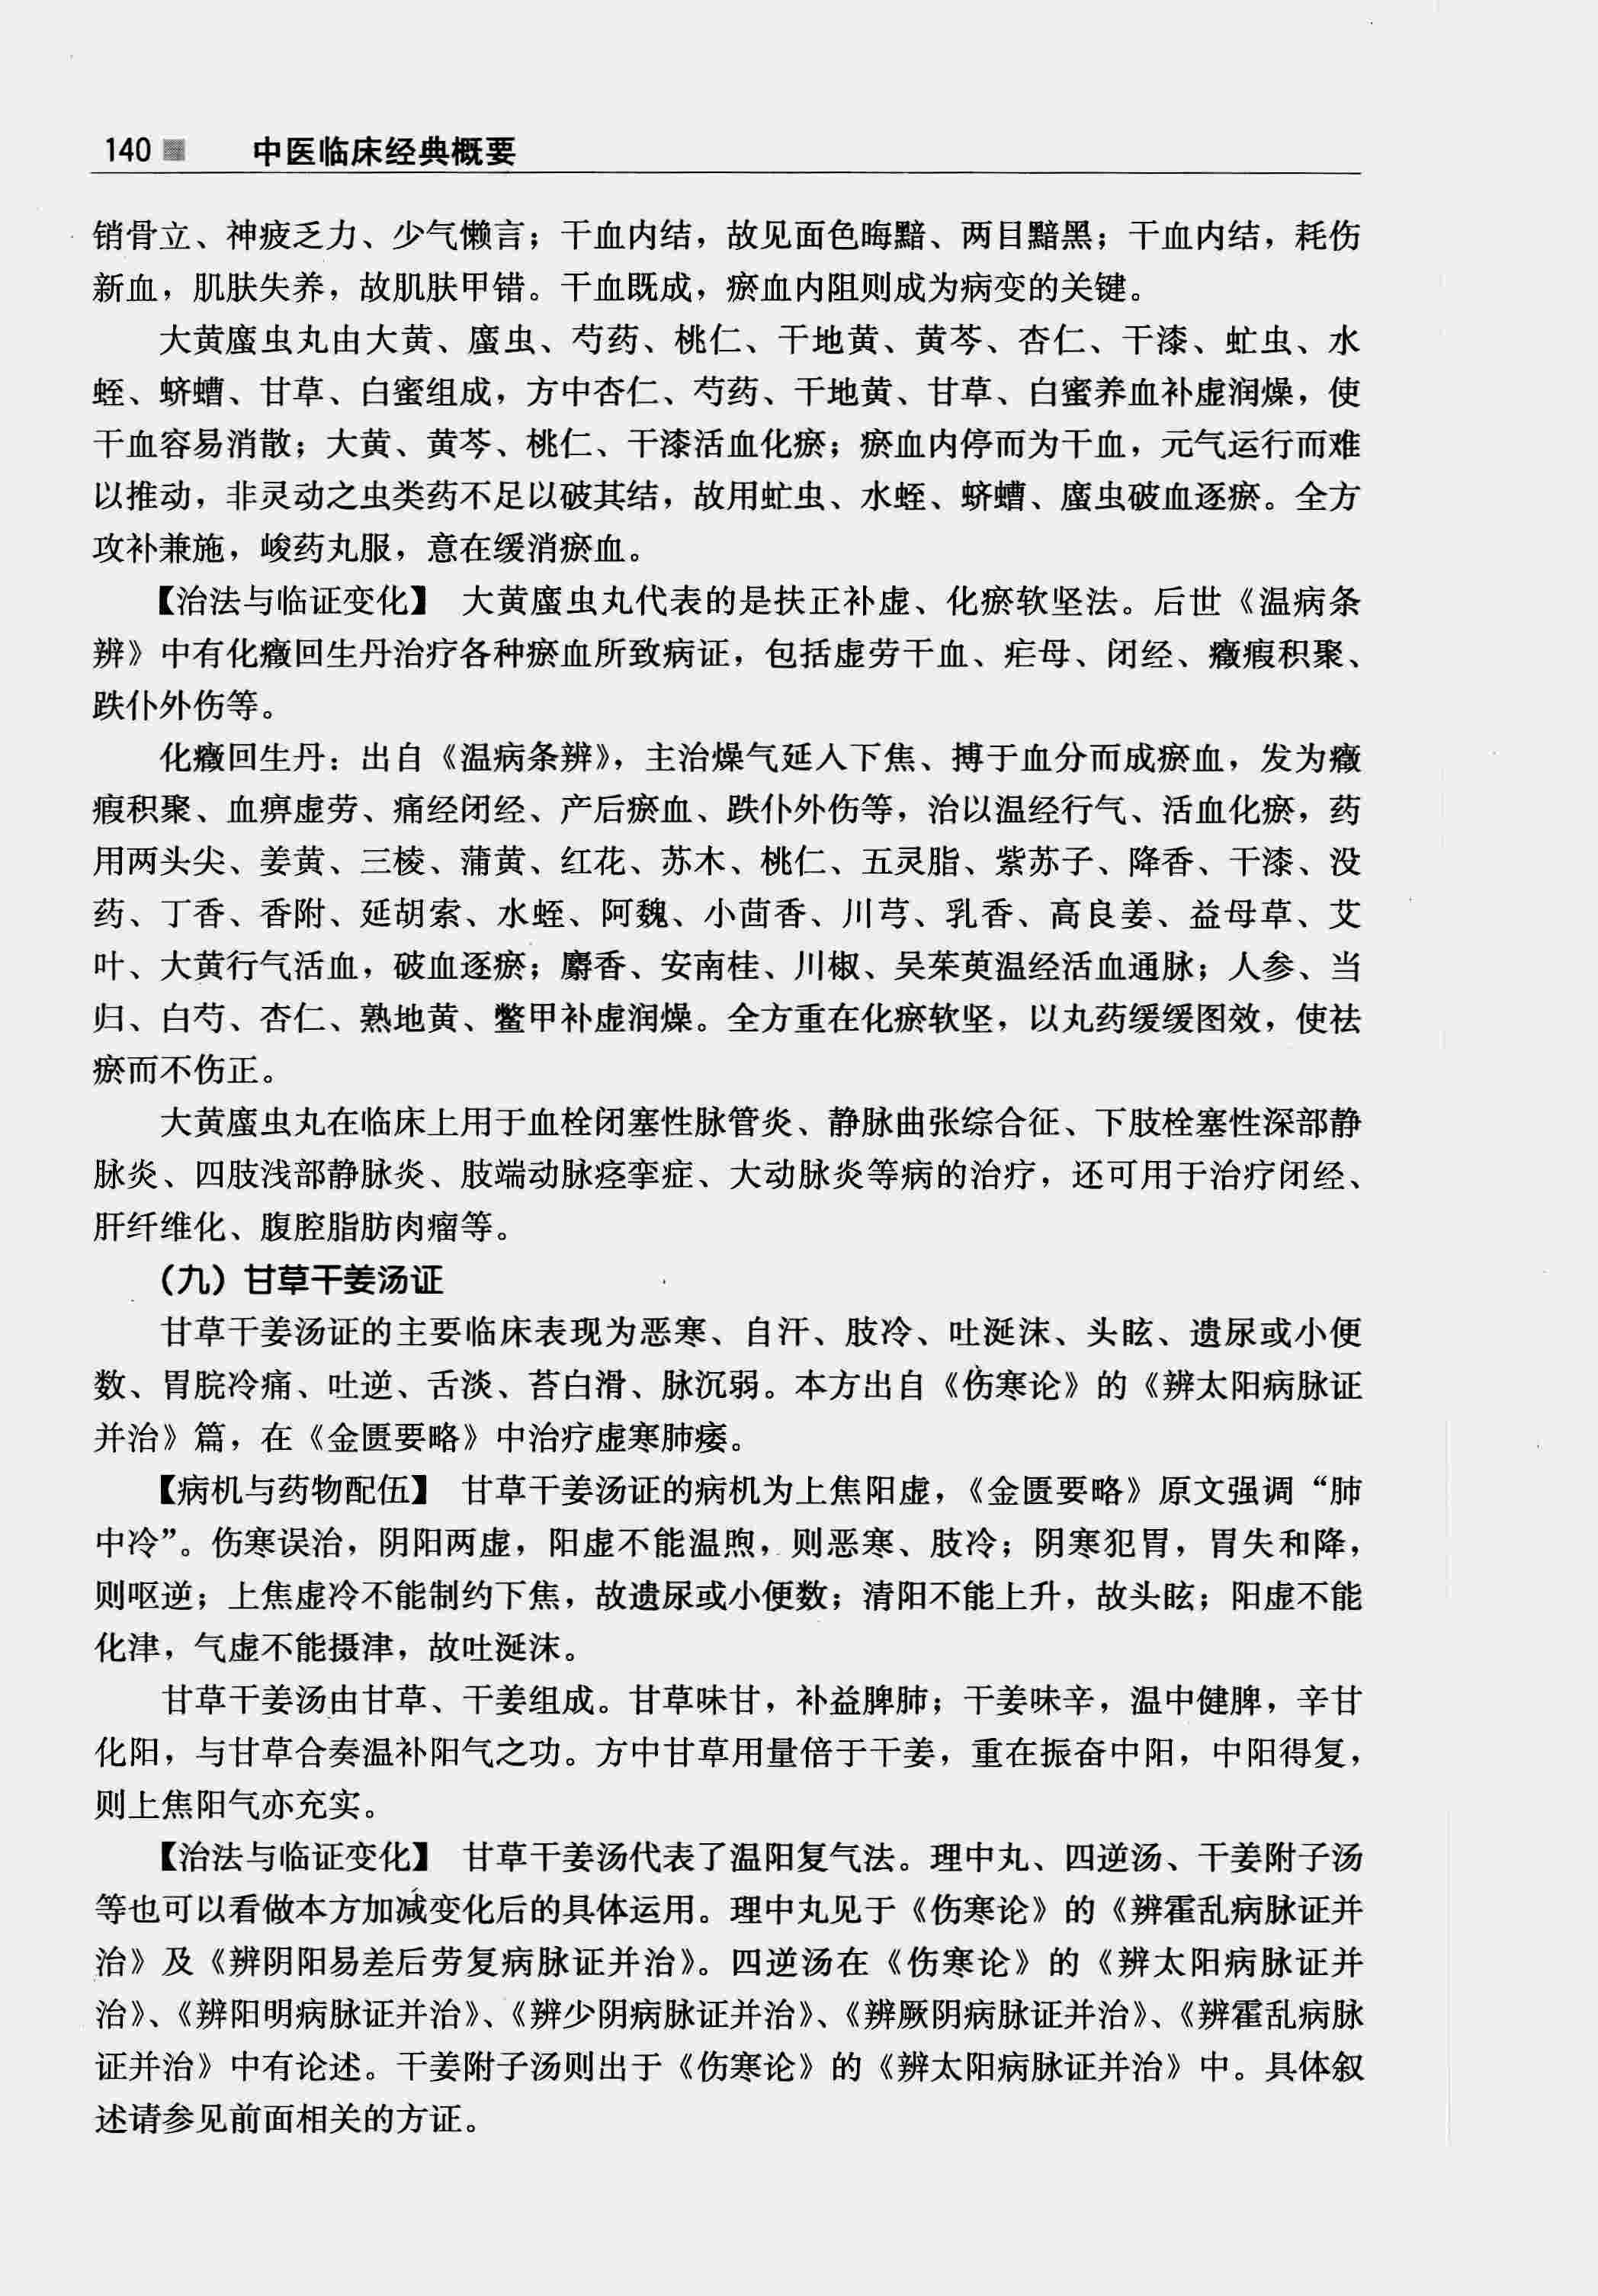 140 中医临床经典概要
销骨立、神疲乏力、少气懒言；干血内结，故见面色晦黯、两目黯黑；干血内结，耗伤
新血，肌肤失养，故肌肤甲错。干血既成，瘀血内阻则成为病变的关键。
大黄䗪虫丸由大黄、䗪虫、芍药、桃仁、干地黄、黄芩、杏仁、干漆、虻虫、水
蛭、蛴螬、甘草、白蜜组成，方中杏仁、芍药、干地黄、甘草、白蜜养血补虚润燥，使
干血容易消散；大黄、黄芩、桃仁、干漆活血化瘀；瘀血内停而为干血，元气运行而难
以推动，非灵动之虫类药不足以破其结，故用虻虫、水蛭、蛴螬、䗪虫破血逐瘀。全方
攻补兼施，峻药丸服，意在缓消瘀血。
【治法与临证变化】 大黄䗪虫丸代表的是扶正补虚、化瘀软坚法。后世《温病条
辨》中有化癥回生丹治疗各种瘀血所致病证，包括虚劳干血、疟母、闭经、癥瘕积聚、
跌仆外伤等。
化癥回生丹：出自《温病条辨》，主治燥气延入下焦、搏于血分而成瘀血，发为癥
瘕积聚、血痹虚劳、痛经闭经、产后瘀血、跌仆外伤等，治以温经行气、活血化瘀，药
用两头尖、姜黄、三棱、蒲黄、红花、苏木、桃仁、五灵脂、紫苏子、降香、干漆、没
药、丁香、香附、延胡索、水蛭、阿魏、小茴香、川芎、乳香、高良姜、益母草、艾
叶、大黄行气活血，破血逐瘀；麝香、安南桂、川椒、吴茱萸温经活血通脉；人参、当
归、白芍、杏仁、熟地黄、鳖甲补虚润燥。全方重在化瘀软坚，以丸药缓缓图效，使祛
瘀而不伤正。
大黄䗪虫丸在临床上用于血栓闭塞性脉管炎、静脉曲张综合征、下肢栓塞性深部静
脉炎、四肢浅部静脉炎、肢端动脉痉挛症、大动脉炎等病的治疗，还可用于治疗闭经、
肝纤维化、腹腔脂肪肉瘤等。
（九）甘草干姜汤证
甘草干姜汤证的主要临床表现为恶寒、自汗、肢冷、吐涎沫、头眩、遗尿或小便
数、胃脘冷痛、吐逆、舌淡、苔白滑、脉沉弱。本方出自《伤寒论》的《辨太阳病脉证
并治》篇，在《金匮要略》中治疗虚寒肺痿。
【病机与药物配伍】 甘草干姜汤证的病机为上焦阳虚，《金匮要略》原文强调“肺
中冷”。伤寒误治，阴阳两虚，阳虚不能温煦，则恶寒、肢冷；阴寒犯胃，胃失和降，
则呕逆；上焦虚冷不能制约下焦，故遗尿或小便数；清阳不能上升，故头眩；阳虚不能
化津，气虚不能摄津，故吐涎沫。
甘草干姜汤由甘草、干姜组成。甘草味甘，补益脾肺；干姜味辛，温中健脾，辛甘
化阳，与甘草合奏温补阳气之功。方中甘草用量倍于干姜，重在振奋中阳，中阳得复，
则上焦阳气亦充实。
【治法与临证变化】 甘草干姜汤代表了温阳复气法。理中丸、四逆汤、干姜附子汤
等也可以看做本方加减变化后的具体运用。理中丸见于《伤寒论》的《辨霍乱病脉证并
治》及《辨阴阳易差后劳复病脉证并治》。四逆汤在《伤寒论》的《辨太阳病脉证并
治》、《辨阳明病脉证并治》、《辨少阴病脉证并治》、《辨厥阴病脉证并治》、《辨霍乱病脉
证并治》中有论述。干姜附子汤则出于《伤寒论》的《辨太阳病脉证并治》中。具体叙
述请参见前面相关的方证。